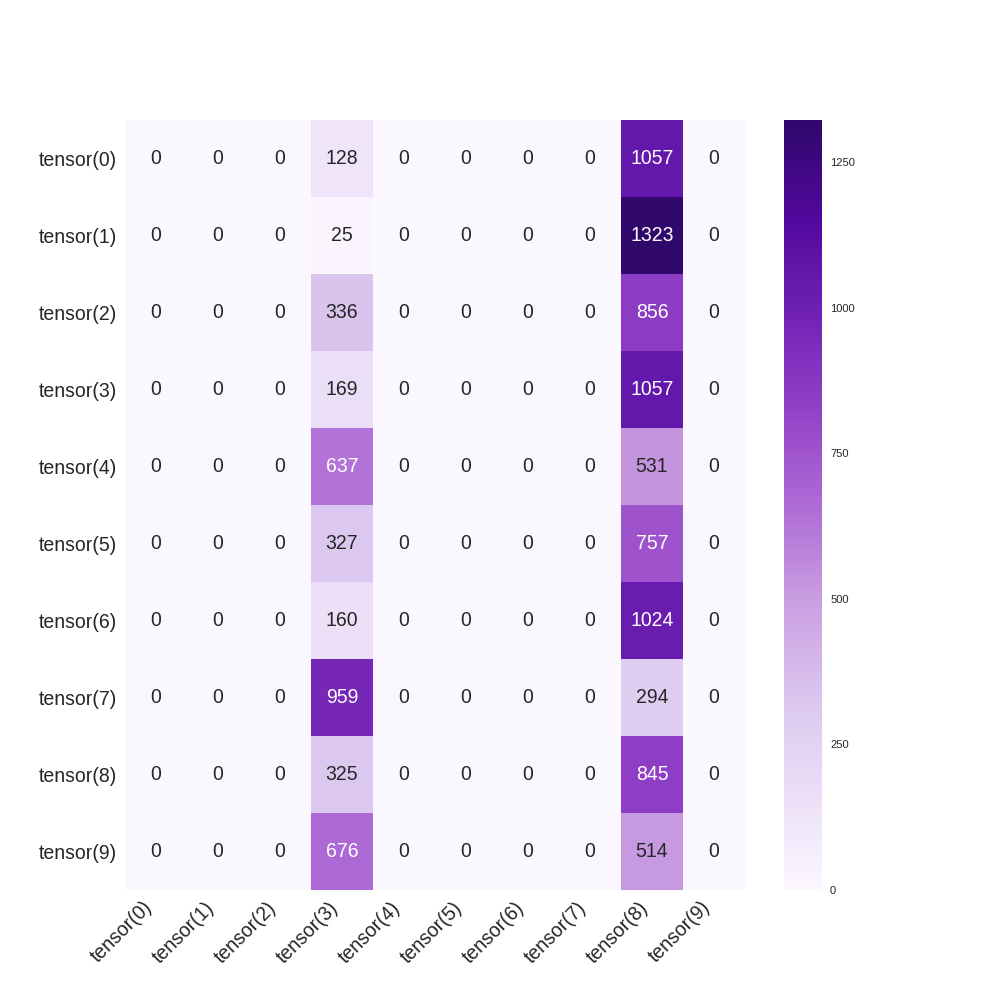 tensor(0) 0 0 0 128 0 0 0 0 1057 0
tensor(1) 0 0 0 25 0 0 0 0 1323 0
tensor(2) 0 0 0 336 0 0 0 0 856 0
tensor(3) 0 0 0 169 0 0 0 0 1057 0
tensor(4) 0 0 0 637 0 0 0 0 531 0
tensor(5) 0 0 0 327 0 0 0 0 757 0
tensor(6) 0 0 0 160 0 0 0 0 1024 0
tensor(7) 0 0 0 959 0 0 0 0 294 0
tensor(8) 0 0 0 325 0 0 0 0 845 0
tensor(9) 0 0 0 676 0 0 0 0 514 0
tensor(0) tensor(1) tensor(2) tensor(3) tensor(4) tensor(5) tensor(6) tensor(7) tensor(8) tensor(9)
1250
1000
750
500
250
0